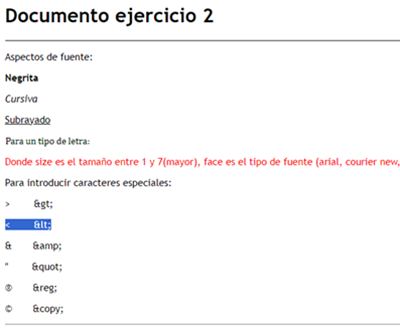 Documento ejercicio 2
Aspectos de fuente:
Negrita
Cursiva
Subrayado
Para un tipo de letra:
Donde size es el tamaño entre 1 y 7(mayor), face es el tipo de fuente (arial, courier new,
Para introducir caracteres especiales:
> &gt;
< &lt;
& &amp;
" &quot;
® &reg;
© &copy;